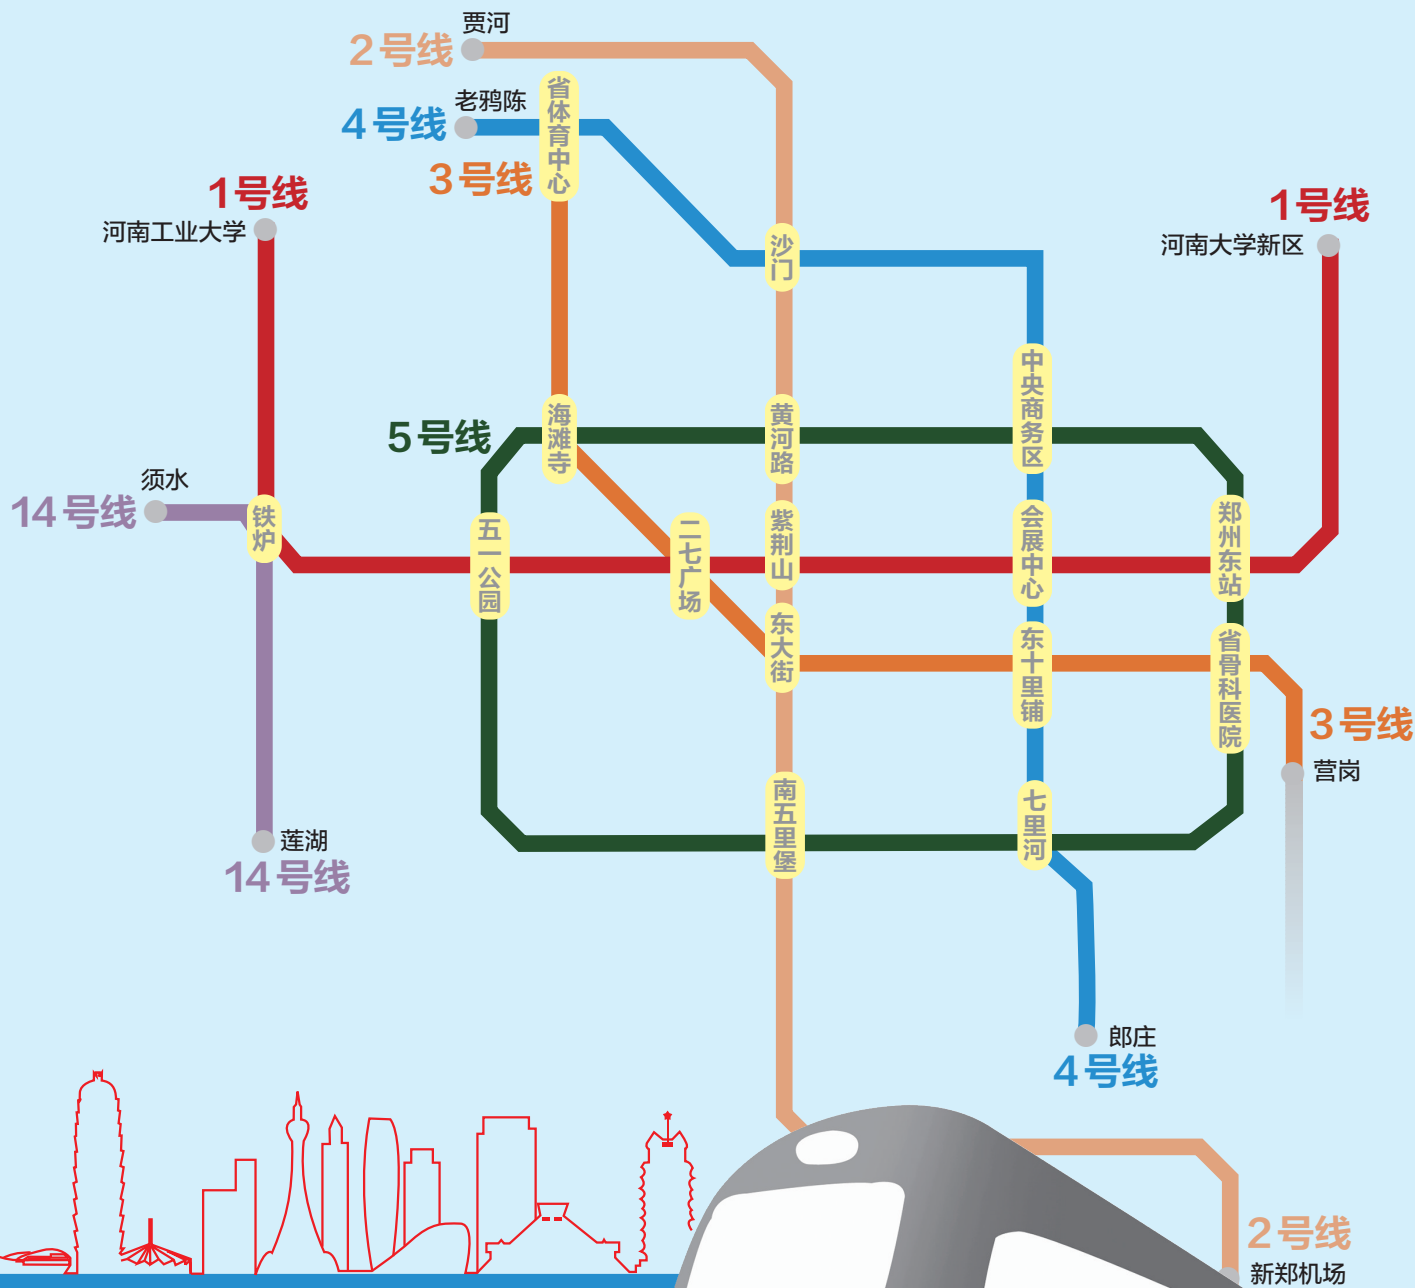 贾河
2号线
老鸦陈
4号线
省体育中心
3号线
1号线
河南工业大学
1号线
河南大学新区
沙门
中央商务区
海滩寺
黄河路
5号线
须水
14号线
铁炉
五一公园
二七广场
紫荆山
会展中心
郑州东站
东大街
东十里铺
省骨科医院
3号线
营岗
南五里堡
七里河
莲湖
14号线
郎庄
4号线
2号线
新郑机场